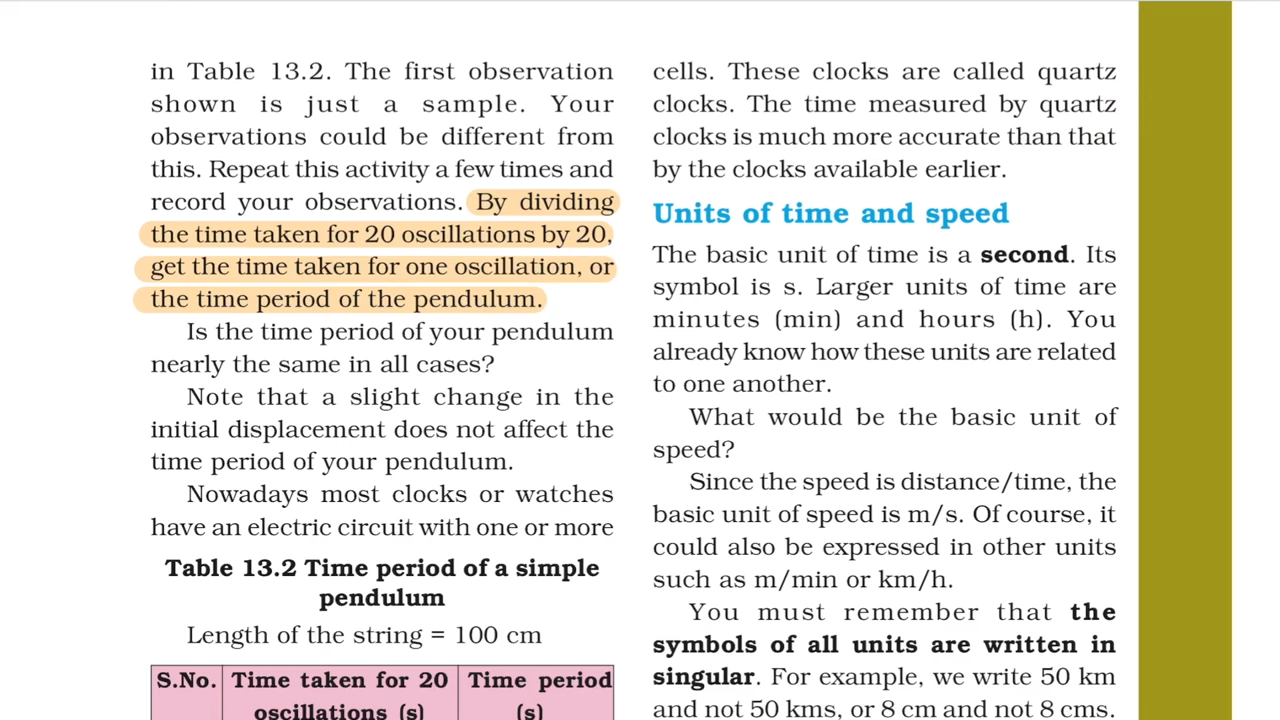 in Table 13.2. The first observation
shown is just a sample. Your
observations could be different from
this. Repeat this activity a few times and
record your observations. By dividing
the time taken for 20 oscillations by 20,
get the time taken for one oscillation, or
the time period of the pendulum.
Is the time period of your pendulum
nearly the same in all cases?
Note that a slight change in the
initial displacement does not affect the
time period of your pendulum.
Nowadays most clocks or watches
have an electric circuit with one or more
Table 13.2 Time period of a simple
pendulum
Length of the string = 100 cm
S.No. Time taken for 20 Time period
oscillations (s) (s)
cells. These clocks are called quartz
clocks. The time measured by quartz
clocks is much more accurate than that
by the clocks available earlier.
Units of time and speed
The basic unit of time is a second. Its
symbol is s. Larger units of time are
minutes (min) and hours (h). You
already know how these units are related
to one another.
What would be the basic unit of
speed?
Since the speed is distance/time, the
basic unit of speed is m/s. Of course, it
could also be expressed in other units
such as m/min or km/h.
You must remember that the
symbols of all units are written in
singular. For example, we write 50 km
and not 50 kms, or 8 cm and not 8 cms.